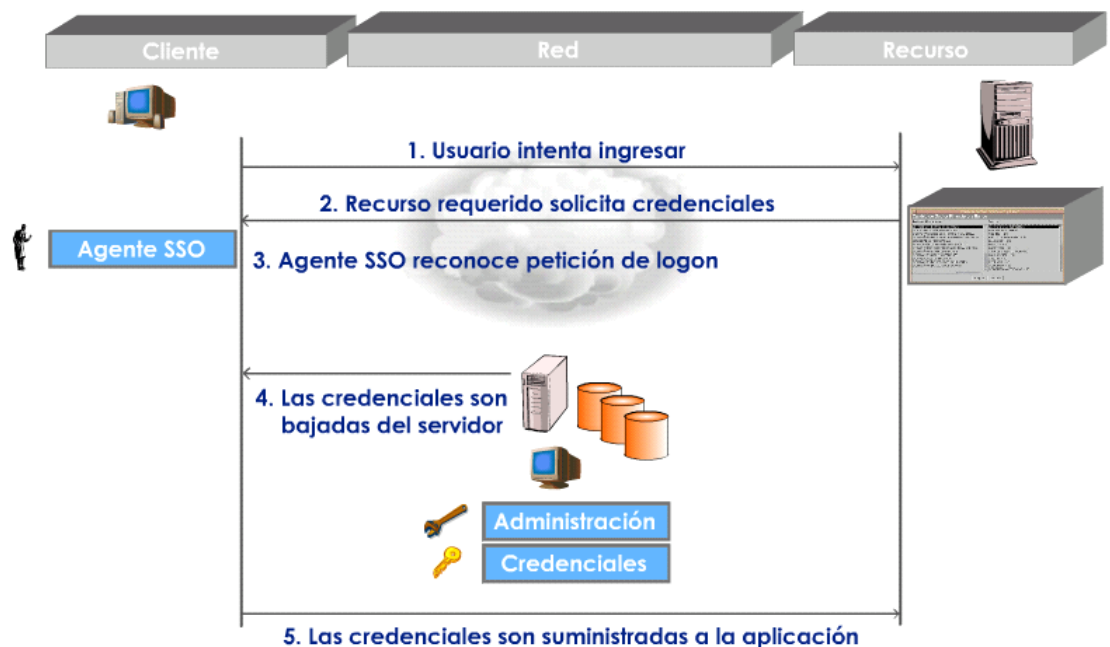 Cliente
Red
Recurso
1. Usuario intenta ingresar
2. Recurso requerido solicita credenciales
Agente SSO
3. Agente SSO reconoce petición de logon
4. Las credenciales son
bajadas del servidor
Administración
Credenciales
5. Las credenciales son suministradas a la aplicación